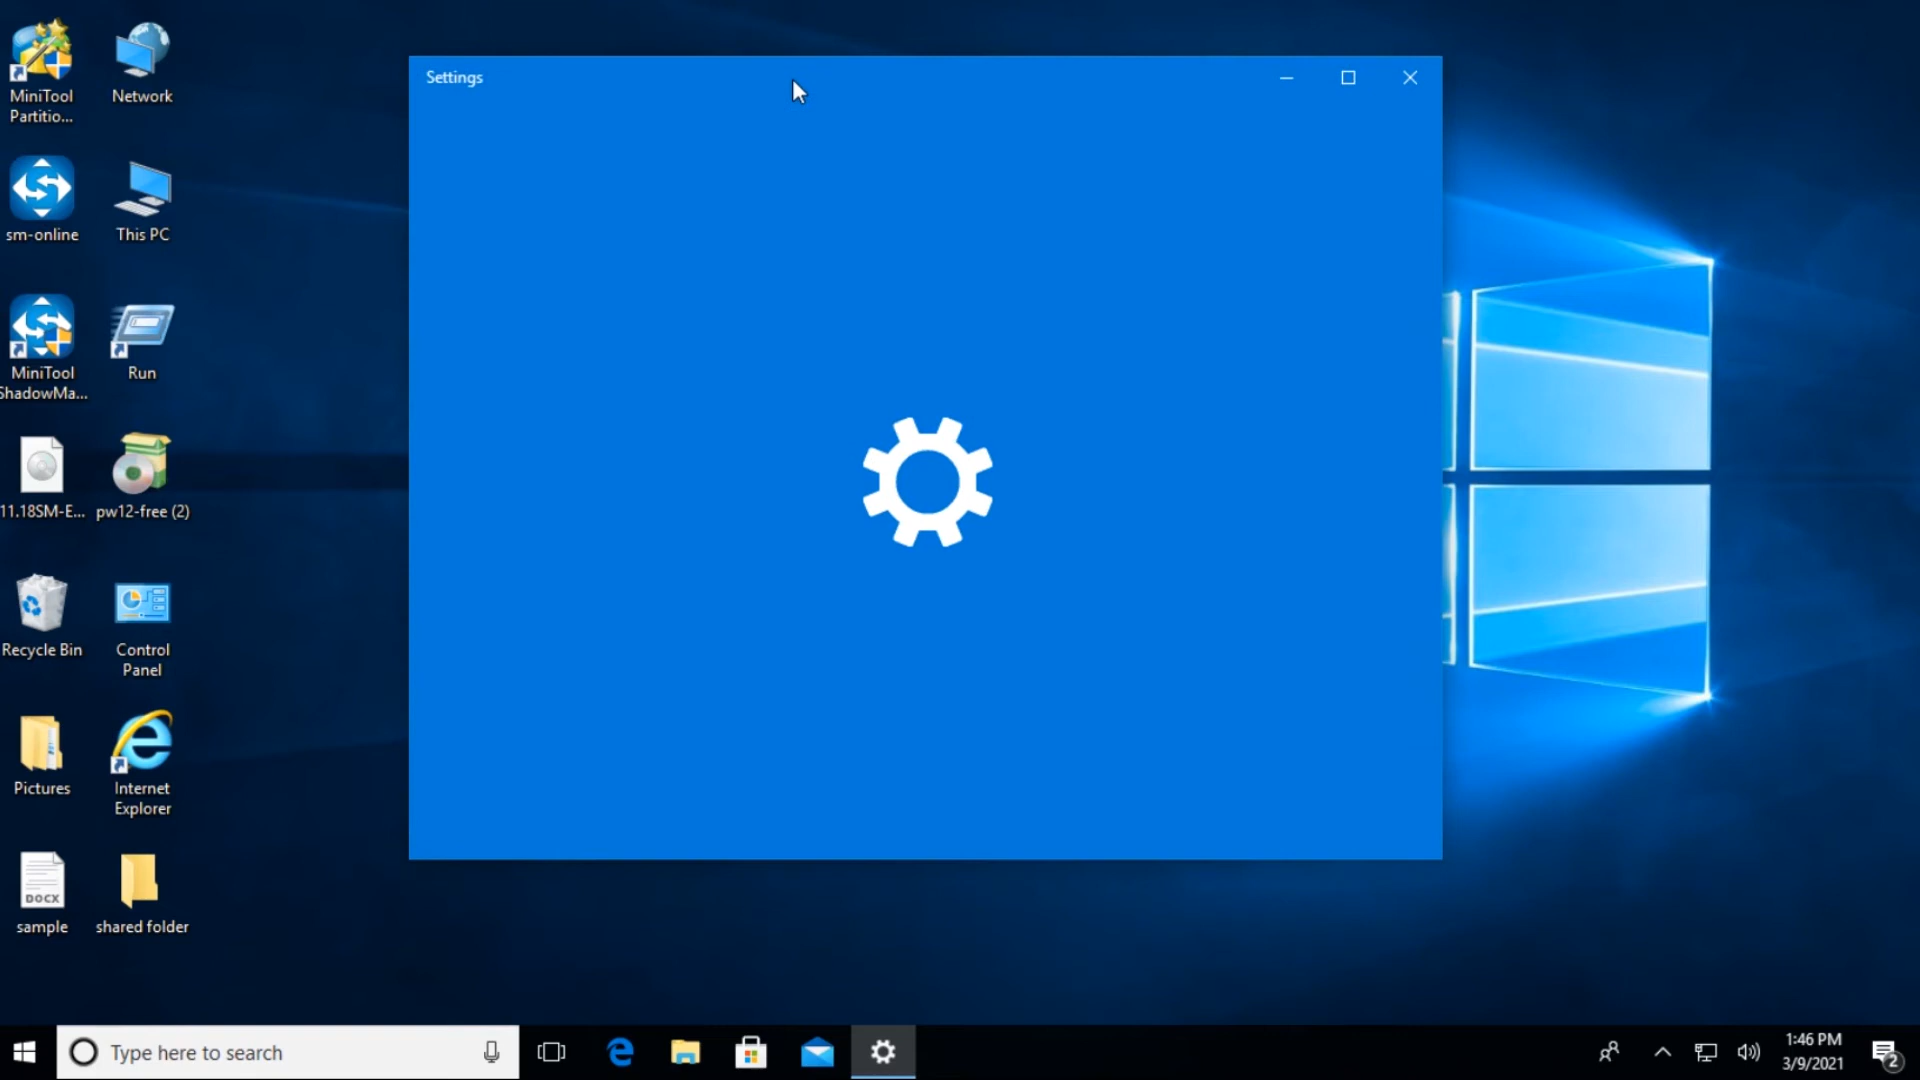 Settings
MiniTool
Partitio...
Network
sm-online
This PC
MiniTool
ShadowMa...
Run
11.18SM-E...
pw12-free (2)
Recycle Bin
Control
Panel
Pictures
Internet
Explorer
DOCX
sample
shared folder
Type here to search
1:46 PM
3/9/2021
2